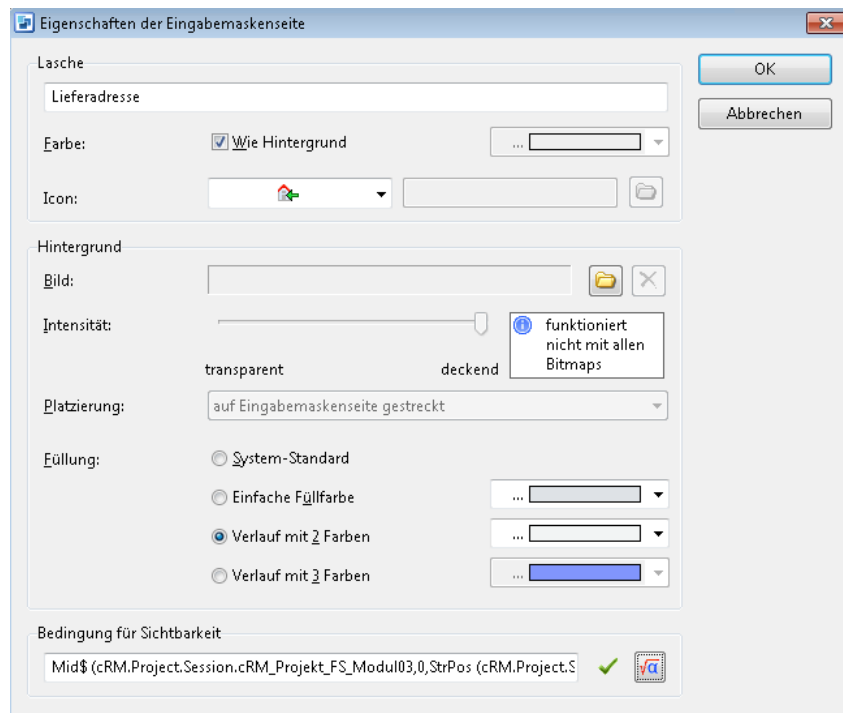 Eigenschaften der Eingabemaskenseite
Lasche
OK
Lieferadresse
Abbrechen
Farbe:
Wie Hintergrund
...
Icon:
Hintergrund
Bild:
Intensität:
funktioniert
nicht mit allen
Bitmaps
transparent
deckend
Platzierung:
auf Eingabemaskenseite gestreckt
Füllung:
System-Standard
Einfache Füllfarbe
...
Verlauf mit 2 Farben
...
Verlauf mit 3 Farben
...
Bedingung für Sichtbarkeit
Mid$ (cRM.Project.Session.cRM_Projekt_FS_Modul03,0,StrPos (cRM.Project.S
√α